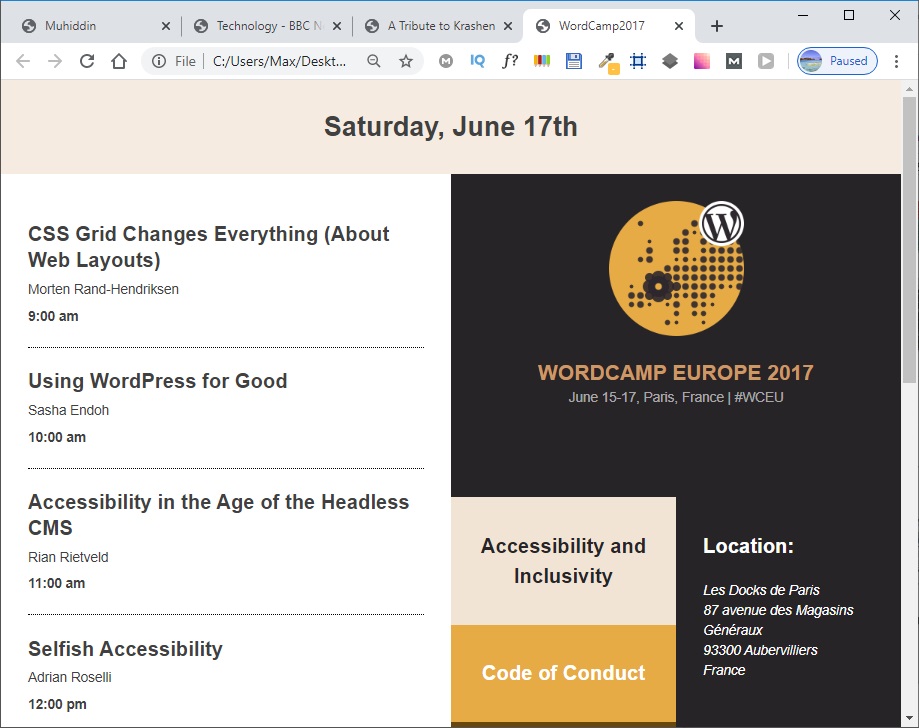 Muhiddin
Technology - BBC N
A Tribute to Krashen
WordCamp2017
File
C:/Users/Max/Deskt...
M
IQ
f?
M
Paused
Saturday, June 17th
CSS Grid Changes Everything (About
Web Layouts)
Morten Rand-Hendriksen
9:00 am
Using WordPress for Good
Sasha Endoh
10:00 am
Accessibility in the Age of the Headless
CMS
Rian Rietveld
11:00 am
Selfish Accessibility
Adrian Roselli
12:00 pm
W
WORDCAMP EUROPE 2017
June 15-17, Paris, France | #WCEU
Accessibility and
Inclusivity
Code of Conduct
Location:
Les Docks de Paris
87 avenue des Magasins
Généraux
93300 Aubervilliers
France